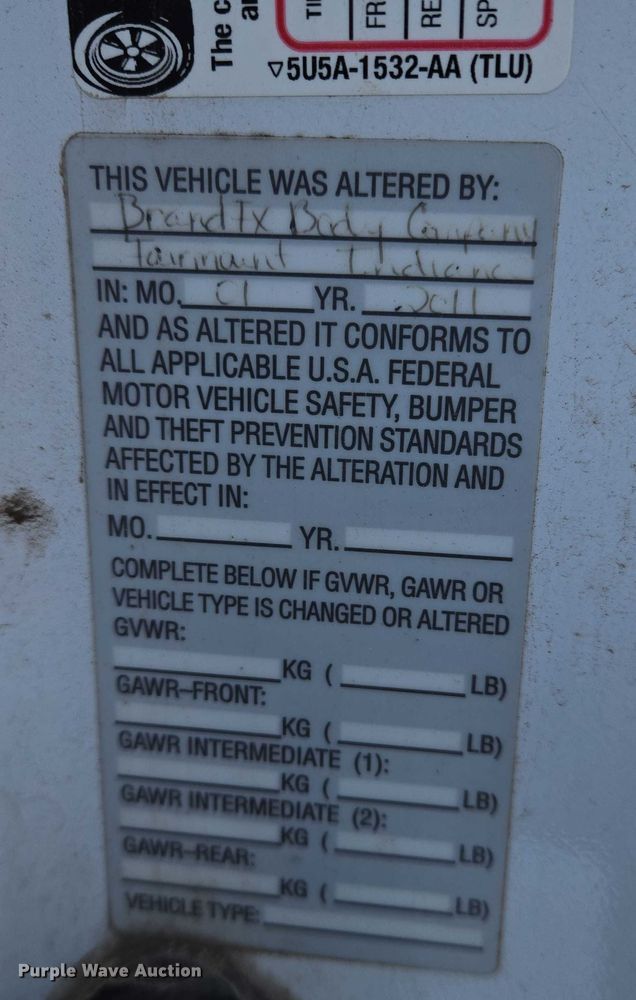 The c
a
TI
FR
RE
SP
▽5U5A-1532-AA (TLU)
THIS VEHICLE WAS ALTERED BY:
BrandFX Body Company
Fairmount Indiana
IN: MO. 01 YR. 2011
AND AS ALTERED IT CONFORMS TO
ALL APPLICABLE U.S.A. FEDERAL
MOTOR VEHICLE SAFETY, BUMPER
AND THEFT PREVENTION STANDARDS
AFFECTED BY THE ALTERATION AND
IN EFFECT IN:
MO. YR.
COMPLETE BELOW IF GVWR, GAWR OR
VEHICLE TYPE IS CHANGED OR ALTERED
GVWR:
KG ( LB)
GAWR-FRONT:
KG ( LB)
GAWR INTERMEDIATE (1):
KG ( LB)
GAWR INTERMEDIATE (2):
KG ( LB)
GAWR-REAR:
KG ( LB)
VEHICLE TYPE:
Purple Wave Auction